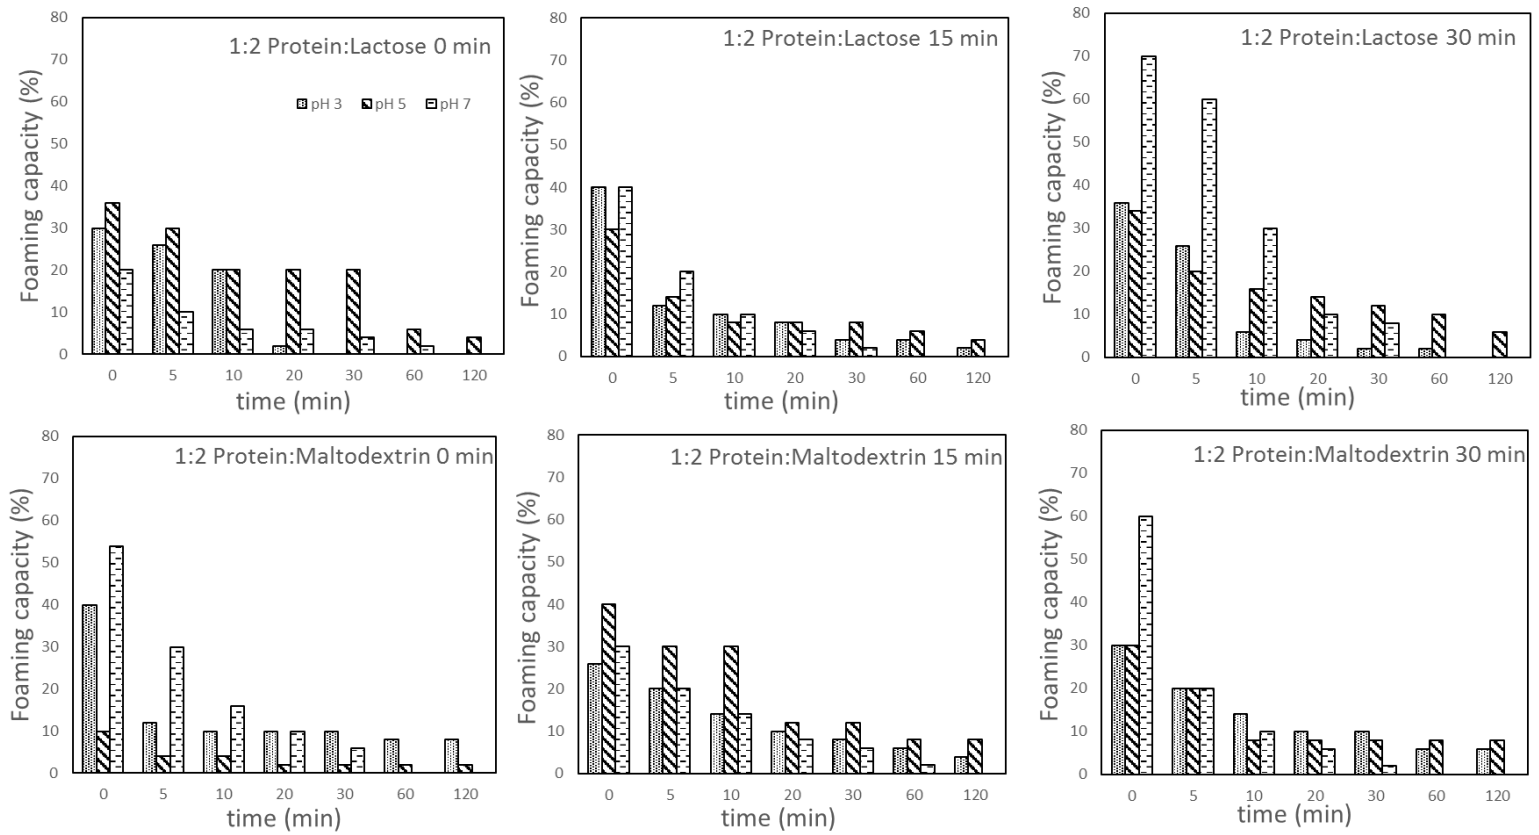 1:2 Protein:Lactose 0 min
pH 3 pH 5 pH 7
Foaming capacity (%)
80
70
60
50
40
30
20
10
0
0 5 10 20 30 60 120
time (min)
1:2 Protein:Lactose 15 min
Foaming capacity (%)
80
70
60
50
40
30
20
10
0
0 5 10 20 30 60 120
time (min)
1:2 Protein:Lactose 30 min
Foaming capacity (%)
80
70
60
50
40
30
20
10
0
0 5 10 20 30 60 120
time (min)
1:2 Protein:Maltodextrin 0 min
Foaming capacity (%)
80
70
60
50
40
30
20
10
0
0 5 10 20 30 60 120
time (min)
1:2 Protein:Maltodextrin 15 min
Foaming capacity (%)
80
70
60
50
40
30
20
10
0
0 5 10 20 30 60 120
time (min)
1:2 Protein:Maltodextrin 30 min
Foaming capacity (%)
80
70
60
50
40
30
20
10
0
0 5 10 20 30 60 120
time (min)